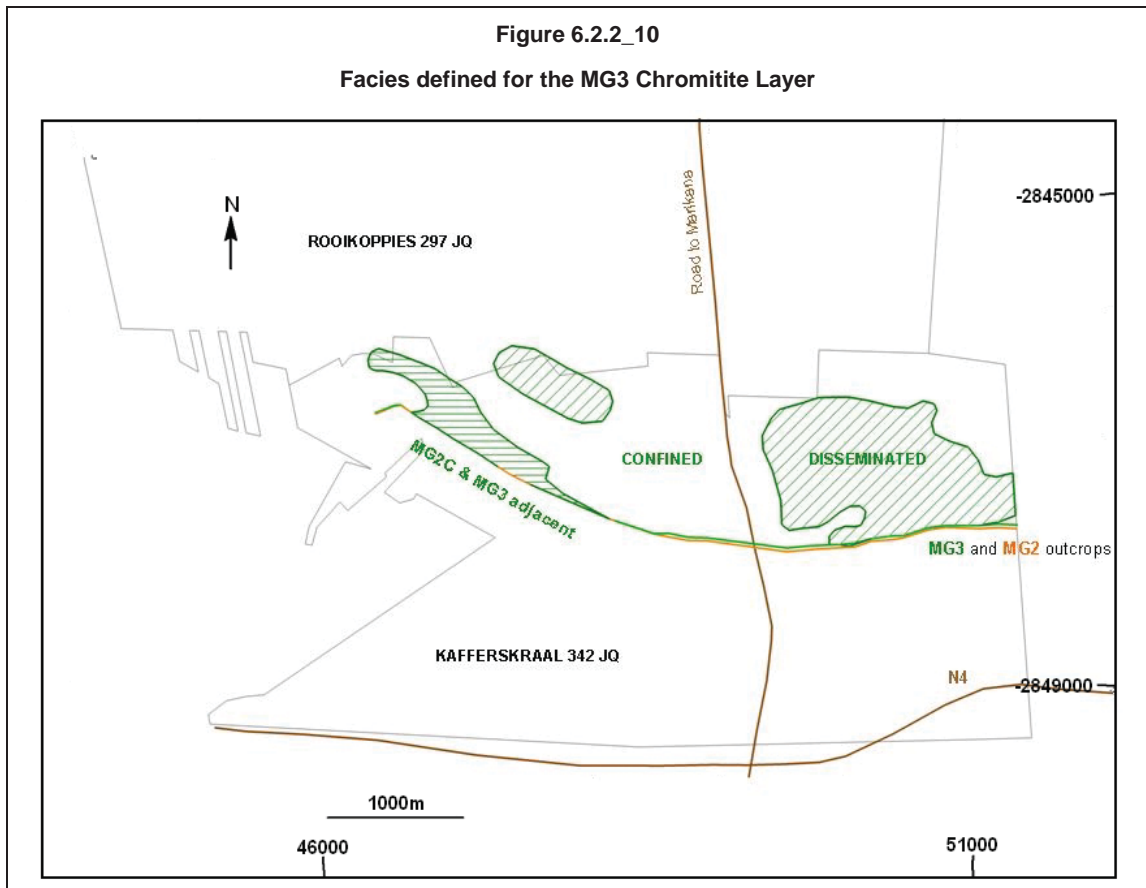 Figure 6.2.2_10
Facies defined for the MG3 Chromitite Layer
-2845000
N
Road to Marikana
ROOIKOPPIES 297 JQ
CONFINED
DISSEMINATED
MG2C & MG3 adjacent
MG3 and MG2 outcrops
KAFFERSKRAAL 342 JQ
N4
-2849000
1000m
46000
51000